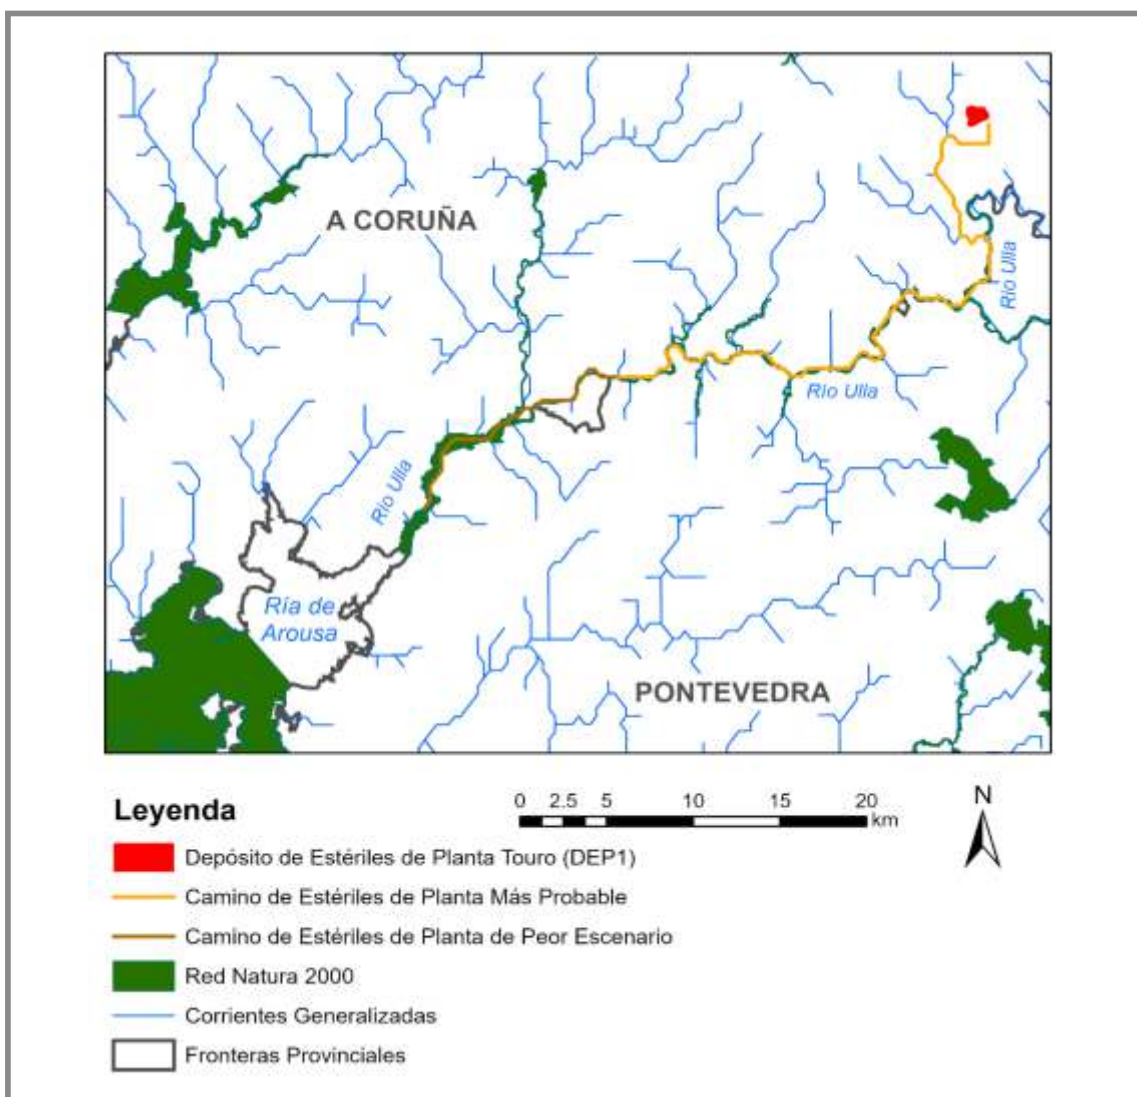 A CORUÑA
Río Ulla
Río Ulla
Río Ulla
Ría de
Arousa
PONTEVEDRA
Leyenda
0 2.5 5 10 15 20
km
N
Depósito de Estériles de Planta Touro (DEP1)
Camino de Estériles de Planta Más Probable
Camino de Estériles de Planta de Peor Escenario
Red Natura 2000
Corrientes Generalizadas
Fronteras Provinciales